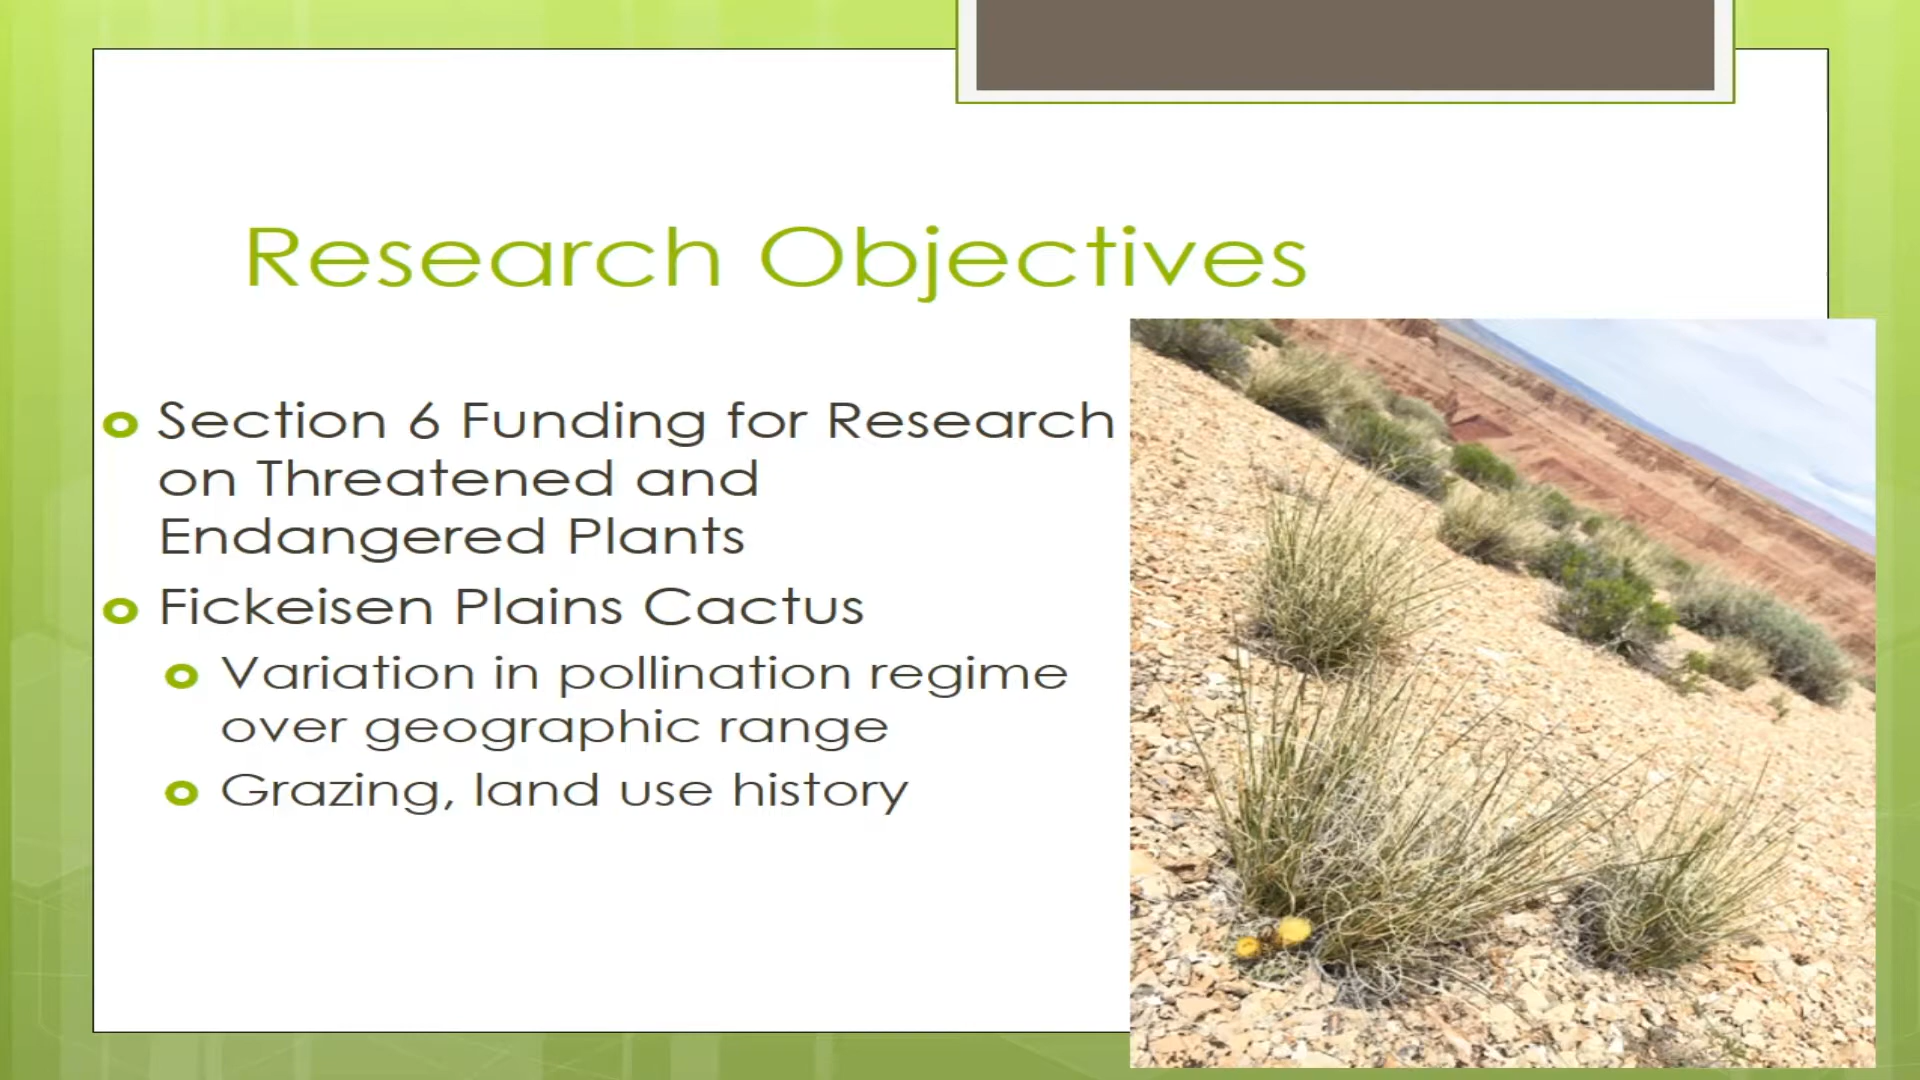 Research Objectives
Section 6 Funding for Research
on Threatened and
Endangered Plants
Fickeisen Plains Cactus
Variation in pollination regime
over geographic range
Grazing, land use history